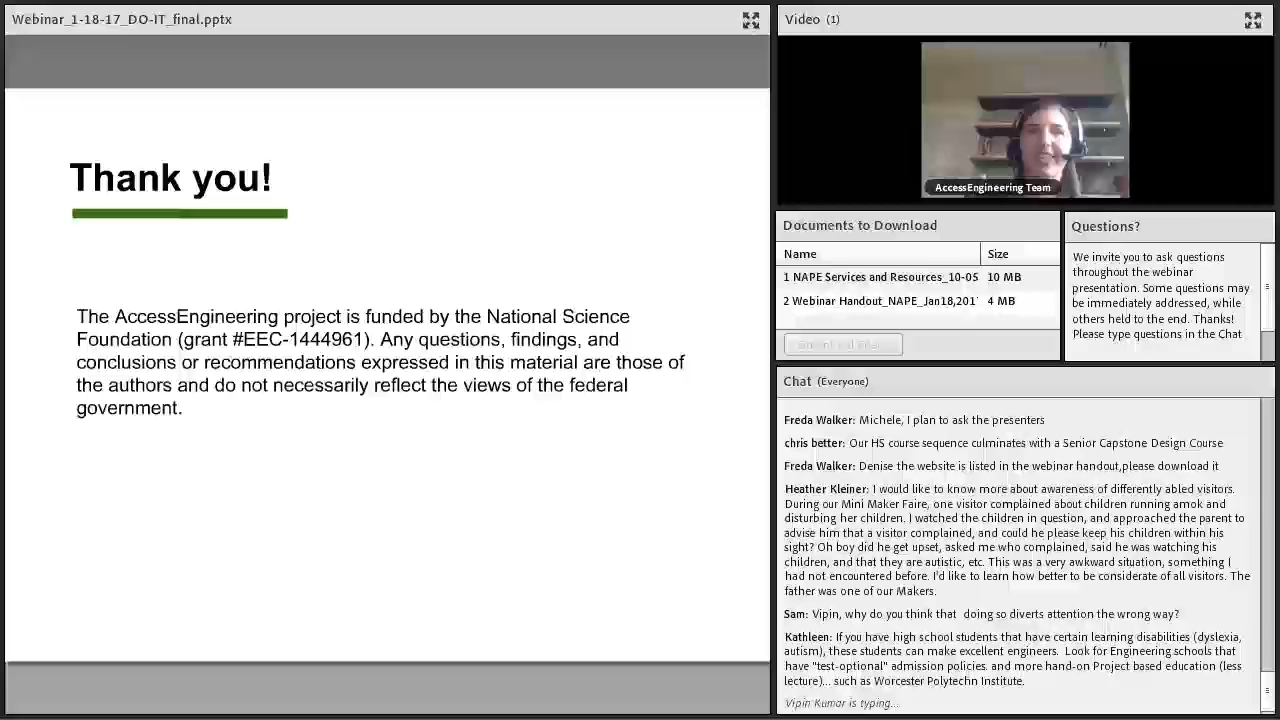 Webinar_1-18-17_DO-IT_final.pptx
Thank you!
The AccessEngineering project is funded by the National Science
Foundation (grant #EEC-1444961). Any questions, findings, and
conclusions or recommendations expressed in this material are those of
the authors and do not necessarily reflect the views of the federal
government.
Video (1)
AccessEngineering Team
Documents to Download
Name Size
1 NAPE Services and Resources_10-05 10 MB
2 Webinar Handout_NAPE_Jan18,201 4 MB
Questions?
We invite you to ask questions
throughout the webinar
presentation. Some questions may
be immediately addressed, while
others held to the end. Thanks!
Please type questions in the Chat
Chat (Everyone)
Freda Walker: Michele, I plan to ask the presenters
chris better: Our HS course sequence culminates with a Senior Capstone Design Course
Freda Walker: Denise the website is listed in the webinar handout,please download it
Heather Kleiner: I would like to know more about awareness of differently abled visitors.
During our Mini Maker Faire, one visitor complained about children running amok and
disturbing her children. I watched the children in question, and approached the parent to
advise him that a visitor complained, and could he please keep his children within his
sight? Oh boy did he get upset, asked me who complained, said he was watching his
children, and that they are autistic, etc. This was a very awkward situation, something I
had not encountered before. I'd like to learn how better to be considerate of all visitors. The
father was one of our Makers.
Sam: Vipin, why do you think that doing so diverts attention the wrong way?
Kathleen: If you have high school students that have certain learning disabilities (dyslexia,
autism), these students can make excellent engineers. Look for Engineering schools that
have "test-optional" admission policies. and more hand-on Project based education (less
lecture)... such as Worcester Polytechn Institute.
Vipin Kumar is typing...